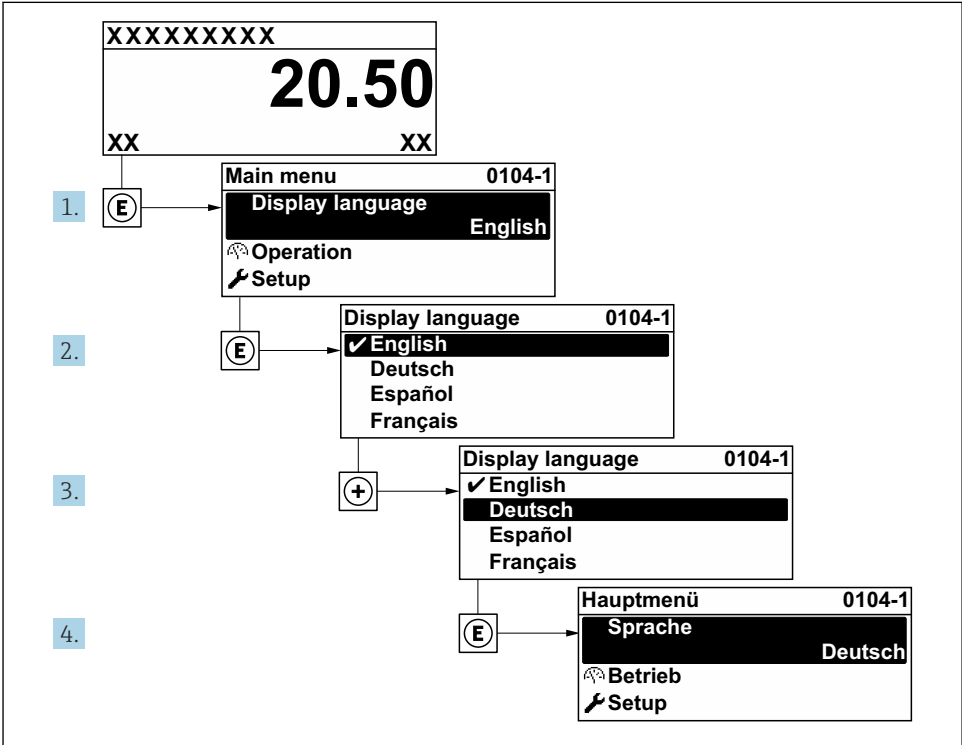 XXXXXXXXX
20.50
XX XX
Main menu 0104-1
1. E Display language
English
Operation
Setup
Display language 0104-1
2. E ✔ English
Deutsch
Español
Français
Display language 0104-1
3. + ✔ English
Deutsch
Español
Français
Hauptmenü 0104-1
4. E Sprache
Deutsch
Betrieb
Setup